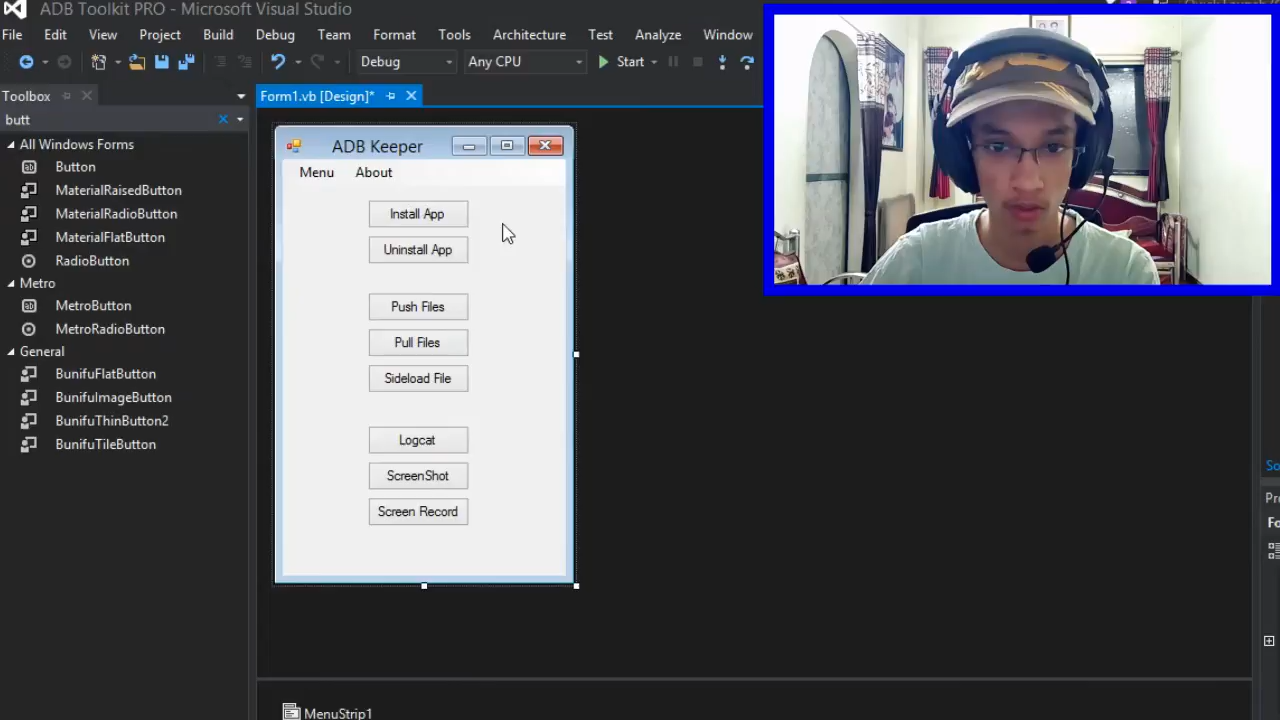 ADB Toolkit PRO - Microsoft Visual Studio
File Edit View Project Build Debug Team Format Tools Architecture Test Analyze Window
Debug Any CPU Start
Toolbox
Form1.vb [Design]*
butt
All Windows Forms
Button
MaterialRaisedButton
MaterialRadioButton
MaterialFlatButton
RadioButton
Metro
MetroButton
MetroRadioButton
General
BunifuFlatButton
BunifuImageButton
BunifuThinButton2
BunifuTileButton
ADB Keeper
Menu About
Install App
Uninstall App
Push Files
Pull Files
Sideload File
Logcat
ScreenShot
Screen Record
MenuStrip1
So
Pro
Fo